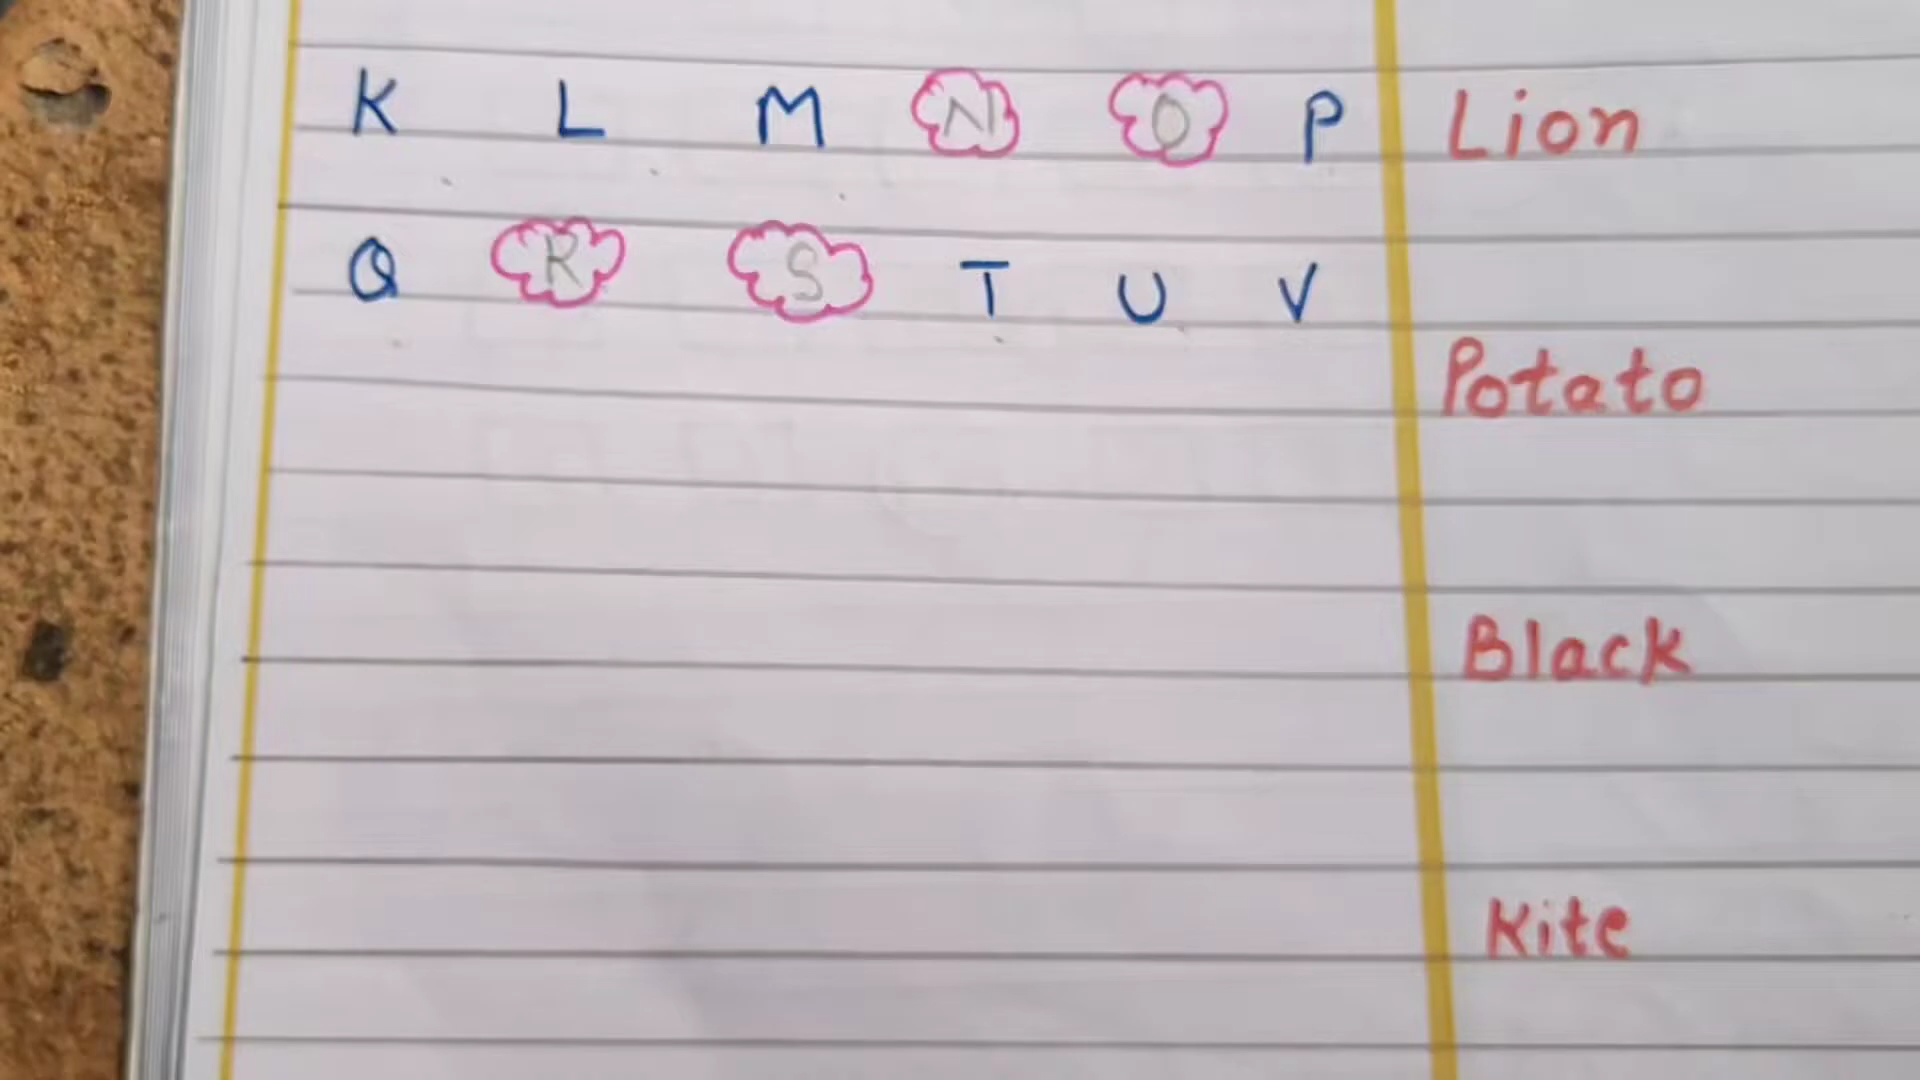 K L M N O P
Q R S T U V
Lion
Potato
Black
Kite